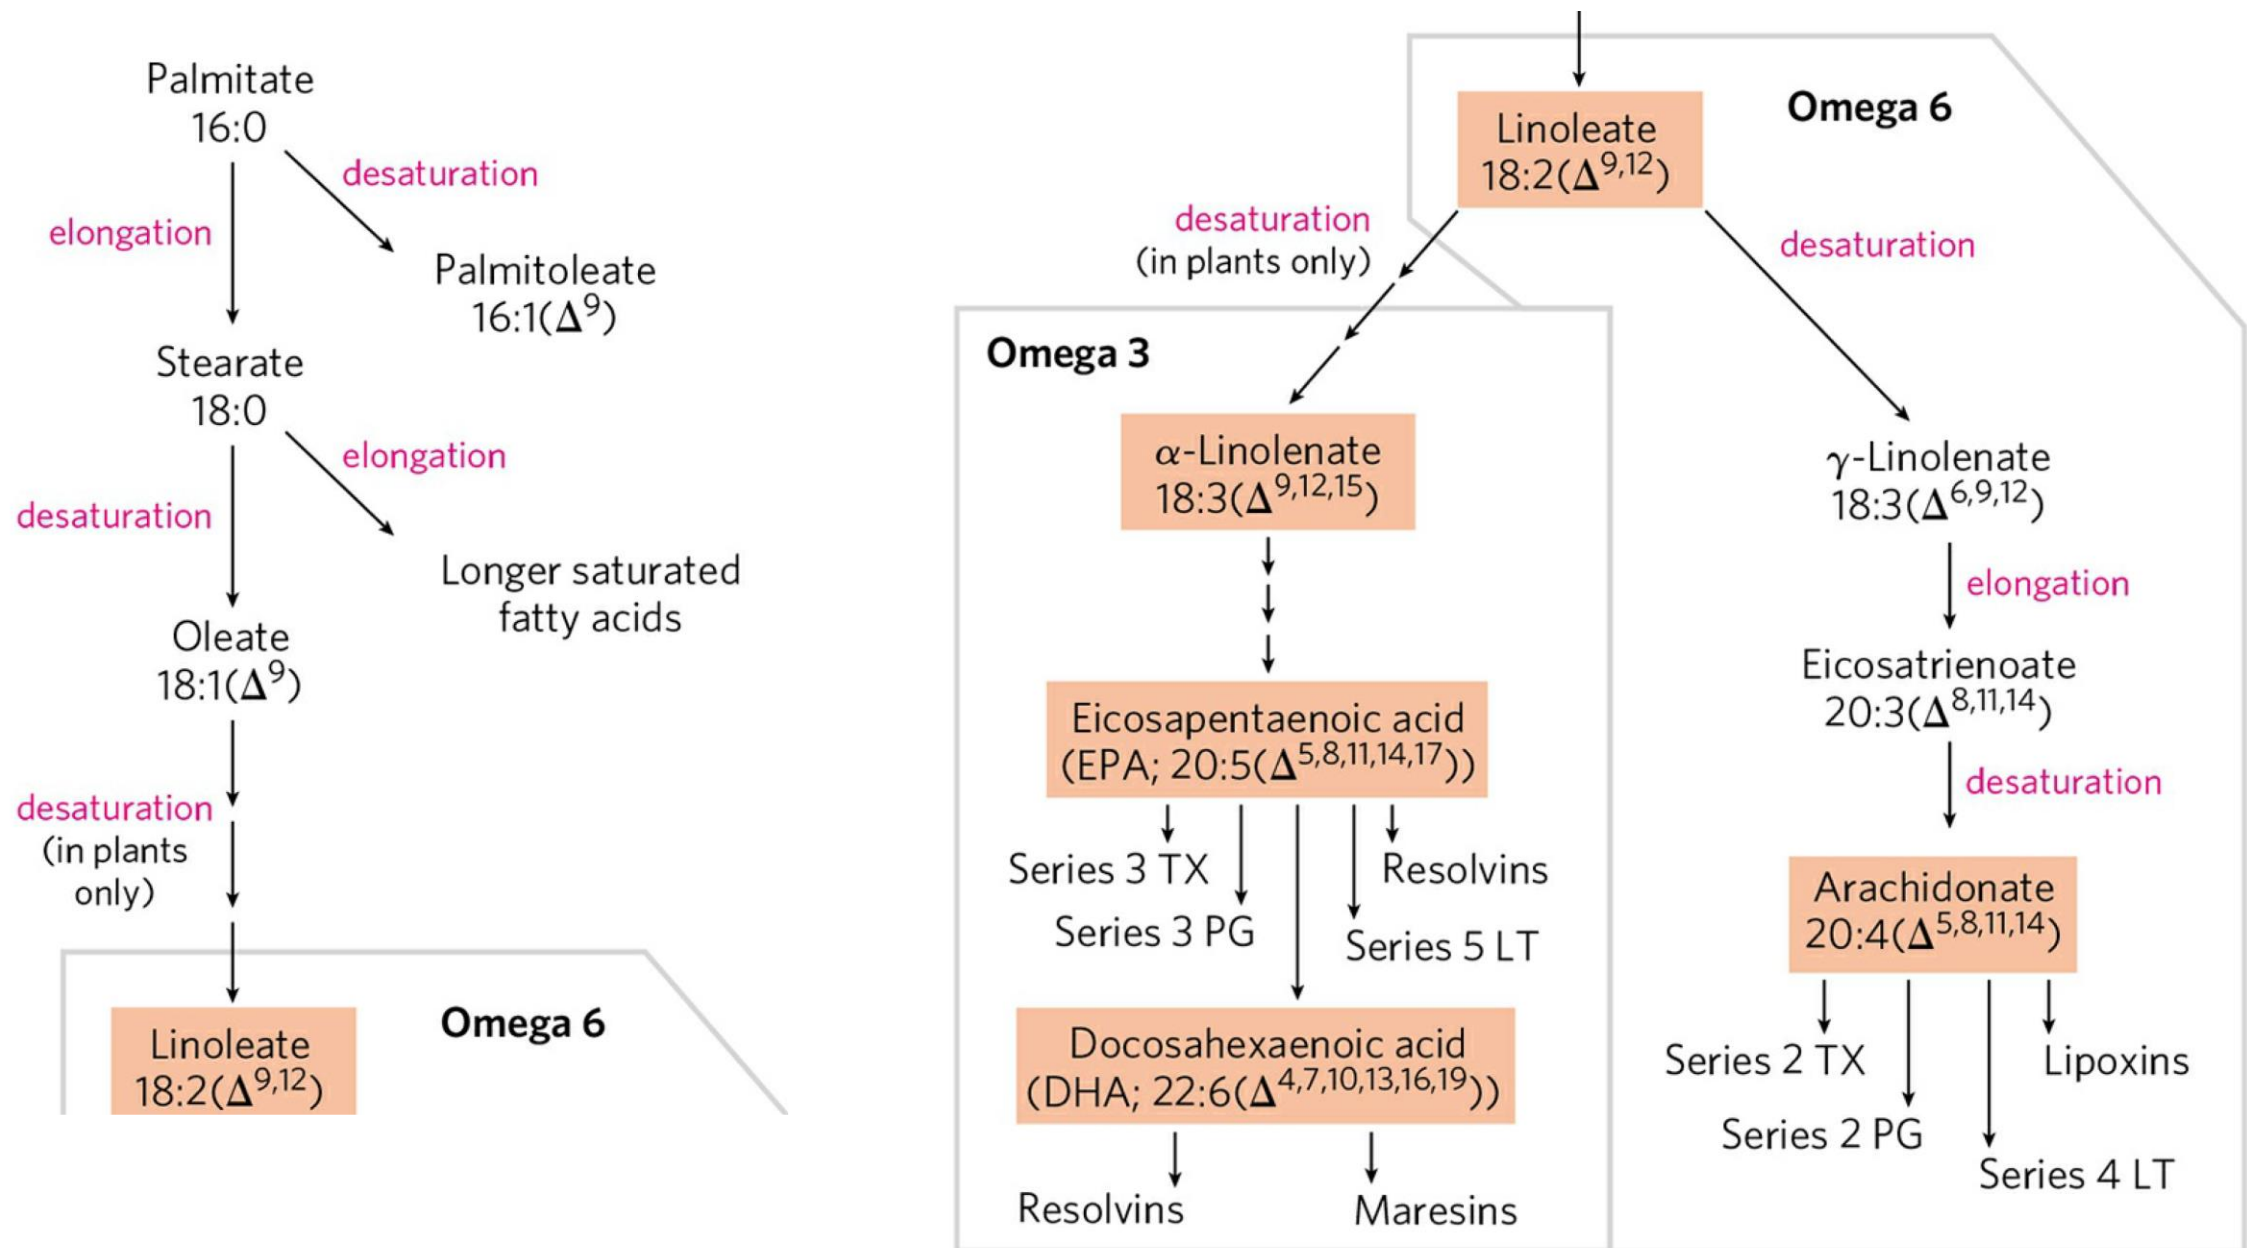 Palmitate
16:0
desaturation
elongation
Palmitoleate
16:1(Δ⁹)
Stearate
18:0
elongation
desaturation
Longer saturated
fatty acids
Oleate
18:1(Δ⁹)
desaturation
(in plants
only)
Omega 6
Linoleate
18:2(Δ⁹,¹²)
Omega 6
Linoleate
18:2(Δ⁹,¹²)
desaturation
(in plants only)
desaturation
Omega 3
α-Linolenate
18:3(Δ⁹,¹²,¹⁵)
Eicosapentaenoic acid
(EPA; 20:5(Δ⁵,⁸,¹¹,¹⁴,¹⁷))
Series 3 TX
Resolvins
Series 3 PG
Series 5 LT
Docosahexaenoic acid
(DHA; 22:6(Δ⁴,⁷,¹⁰,¹³,¹⁶,¹⁹))
Resolvins
Maresins
γ-Linolenate
18:3(Δ⁶,⁹,¹²)
elongation
Eicosatrienoate
20:3(Δ⁸,¹¹,¹⁴)
desaturation
Arachidonate
20:4(Δ⁵,⁸,¹¹,¹⁴)
Series 2 TX
Lipoxins
Series 2 PG
Series 4 LT